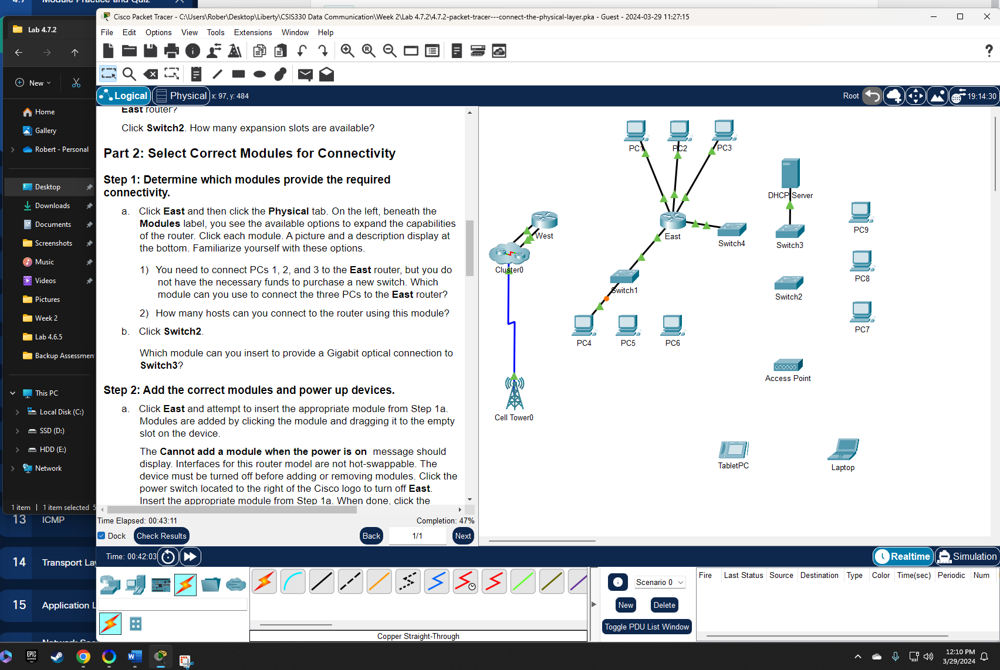 4.7 Module Practice and Quiz
Lab 4.7.2
Cisco Packet Tracer - C:\Users\Rober\Desktop\Liberty\CSIS330 Data Communication\Week 2\Lab 4.7.2\4.7.2-packet-tracer---connect-the-physical-layer.pka - Guest - 2024-03-29 11:27:15
File Edit Options View Tools Extensions Window Help
New
Logical Physical x: 97, y: 484
Root 19:14:30
Home
Gallery
Robert - Personal
Desktop
Downloads
Documents
Screenshots
Music
Videos
Pictures
Week 2
Lab 4.6.5
Backup Assessmen
This PC
Local Disk (C:)
SSD (D:)
HDD (E:)
Network
1 item 1 item selected 5
13 ICMP
14 Transport La
15 Application L
East router?
Click Switch2. How many expansion slots are available?
Part 2: Select Correct Modules for Connectivity
Step 1: Determine which modules provide the required
connectivity.
a. Click East and then click the Physical tab. On the left, beneath the
Modules label, you see the available options to expand the capabilities
of the router. Click each module. A picture and a description display at
the bottom. Familiarize yourself with these options.
1) You need to connect PCs 1, 2, and 3 to the East router, but you do
not have the necessary funds to purchase a new switch. Which
module can you use to connect the three PCs to the East router?
2) How many hosts can you connect to the router using this module?
b. Click Switch2.
Which module can you insert to provide a Gigabit optical connection to
Switch3?
Step 2: Add the correct modules and power up devices.
a. Click East and attempt to insert the appropriate module from Step 1a.
Modules are added by clicking the module and dragging it to the empty
slot on the device.
The Cannot add a module when the power is on message should
display. Interfaces for this router model are not hot-swappable. The
device must be turned off before adding or removing modules. Click the
power switch located to the right of the Cisco logo to turn off East.
Insert the appropriate module from Step 1a. When done, click the
Time Elapsed: 00:43:11 Completion: 47%
Dock Check Results Back 1/1 Next
PC1 PC2 PC3
DHCP Server
West
East
Switch4
Switch3
PC9
Cluster0
Switch1
Switch2
PC8
PC4 PC5 PC6
PC7
Access Point
Cell Tower0
TabletPC
Laptop
Time: 00:42:03
Realtime Simulation
Scenario 0
New Delete
Toggle PDU List Window
Fire Last Status Source Destination Type Color Time(sec) Periodic Num
Copper Straight-Through
EPIC
GAMES
12:10 PM
3/29/2024